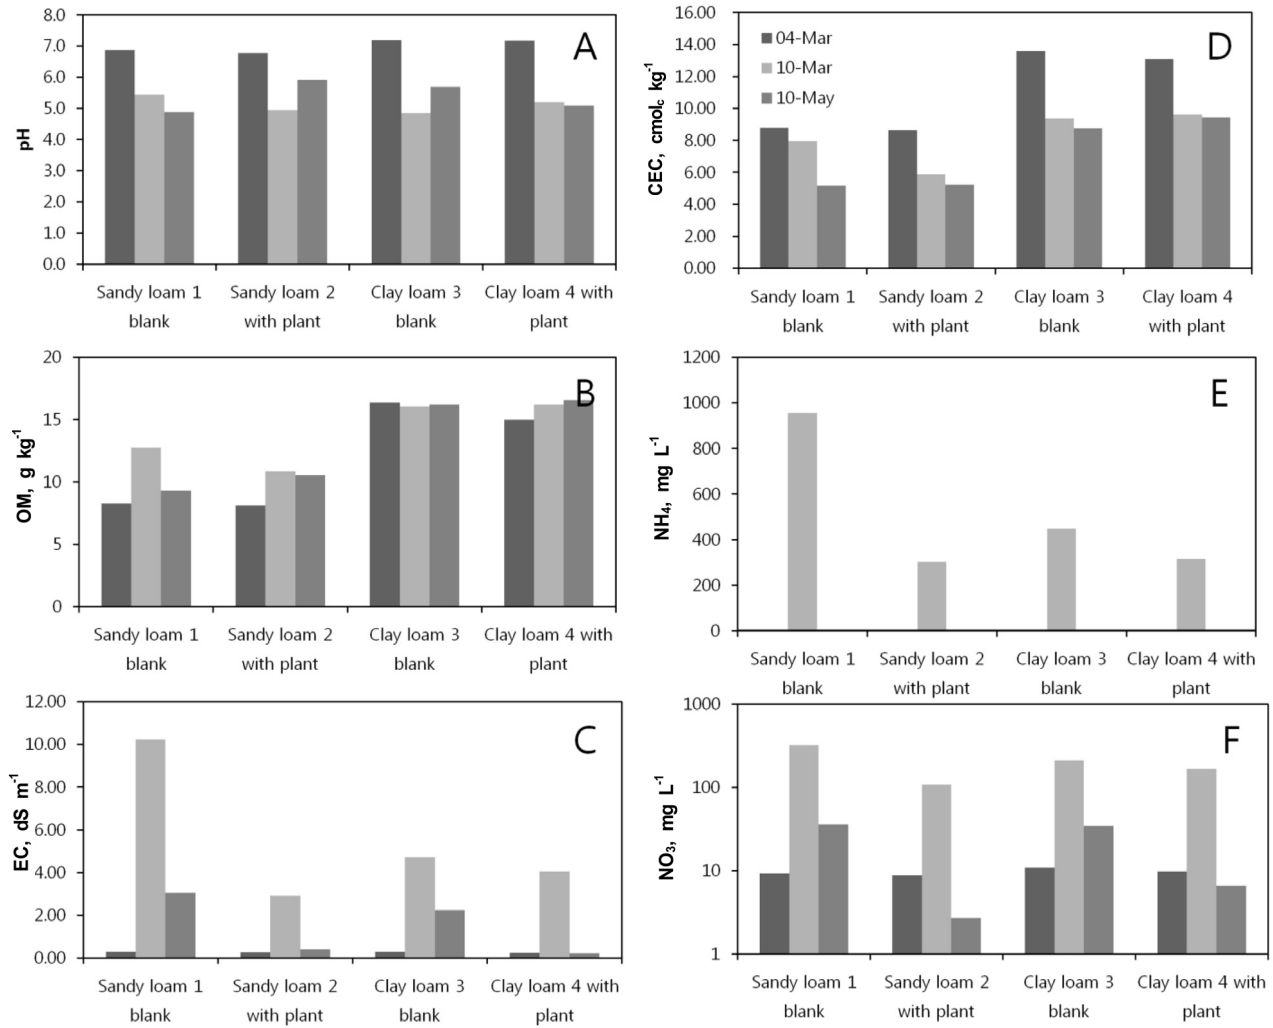 8.0
7.0
6.0
5.0
4.0
3.0
2.0
1.0
0.0
pH
A
Sandy loam 1
blank
Sandy loam 2
with plant
Clay loam 3
blank
Clay loam 4 with
plant
16.00
14.00
12.00
10.00
8.00
6.00
4.00
2.00
0.00
CEC, cmolc kg-1
04-Mar
10-Mar
10-May
D
Sandy loam 1
blank
Sandy loam 2
with plant
Clay loam 3
blank
Clay loam 4
with plant
20
15
10
5
0
OM, g kg-1
B
Sandy loam 1
blank
Sandy loam 2
with plant
Clay loam 3
blank
Clay loam 4 with
plant
1200
1000
800
600
400
200
0
NH4, mg L-1
E
Sandy loam 1
blank
Sandy loam 2
with plant
Clay loam 3
blank
Clay loam 4 with
plant
12.00
10.00
8.00
6.00
4.00
2.00
0.00
EC, dS m-1
C
Sandy loam 1
blank
Sandy loam 2
with plant
Clay loam 3
blank
Clay loam 4 with
plant
1000
100
10
1
NO3, mg L-1
F
Sandy loam 1
blank
Sandy loam 2
with plant
Clay loam 3
blank
Clay loam 4 with
plant